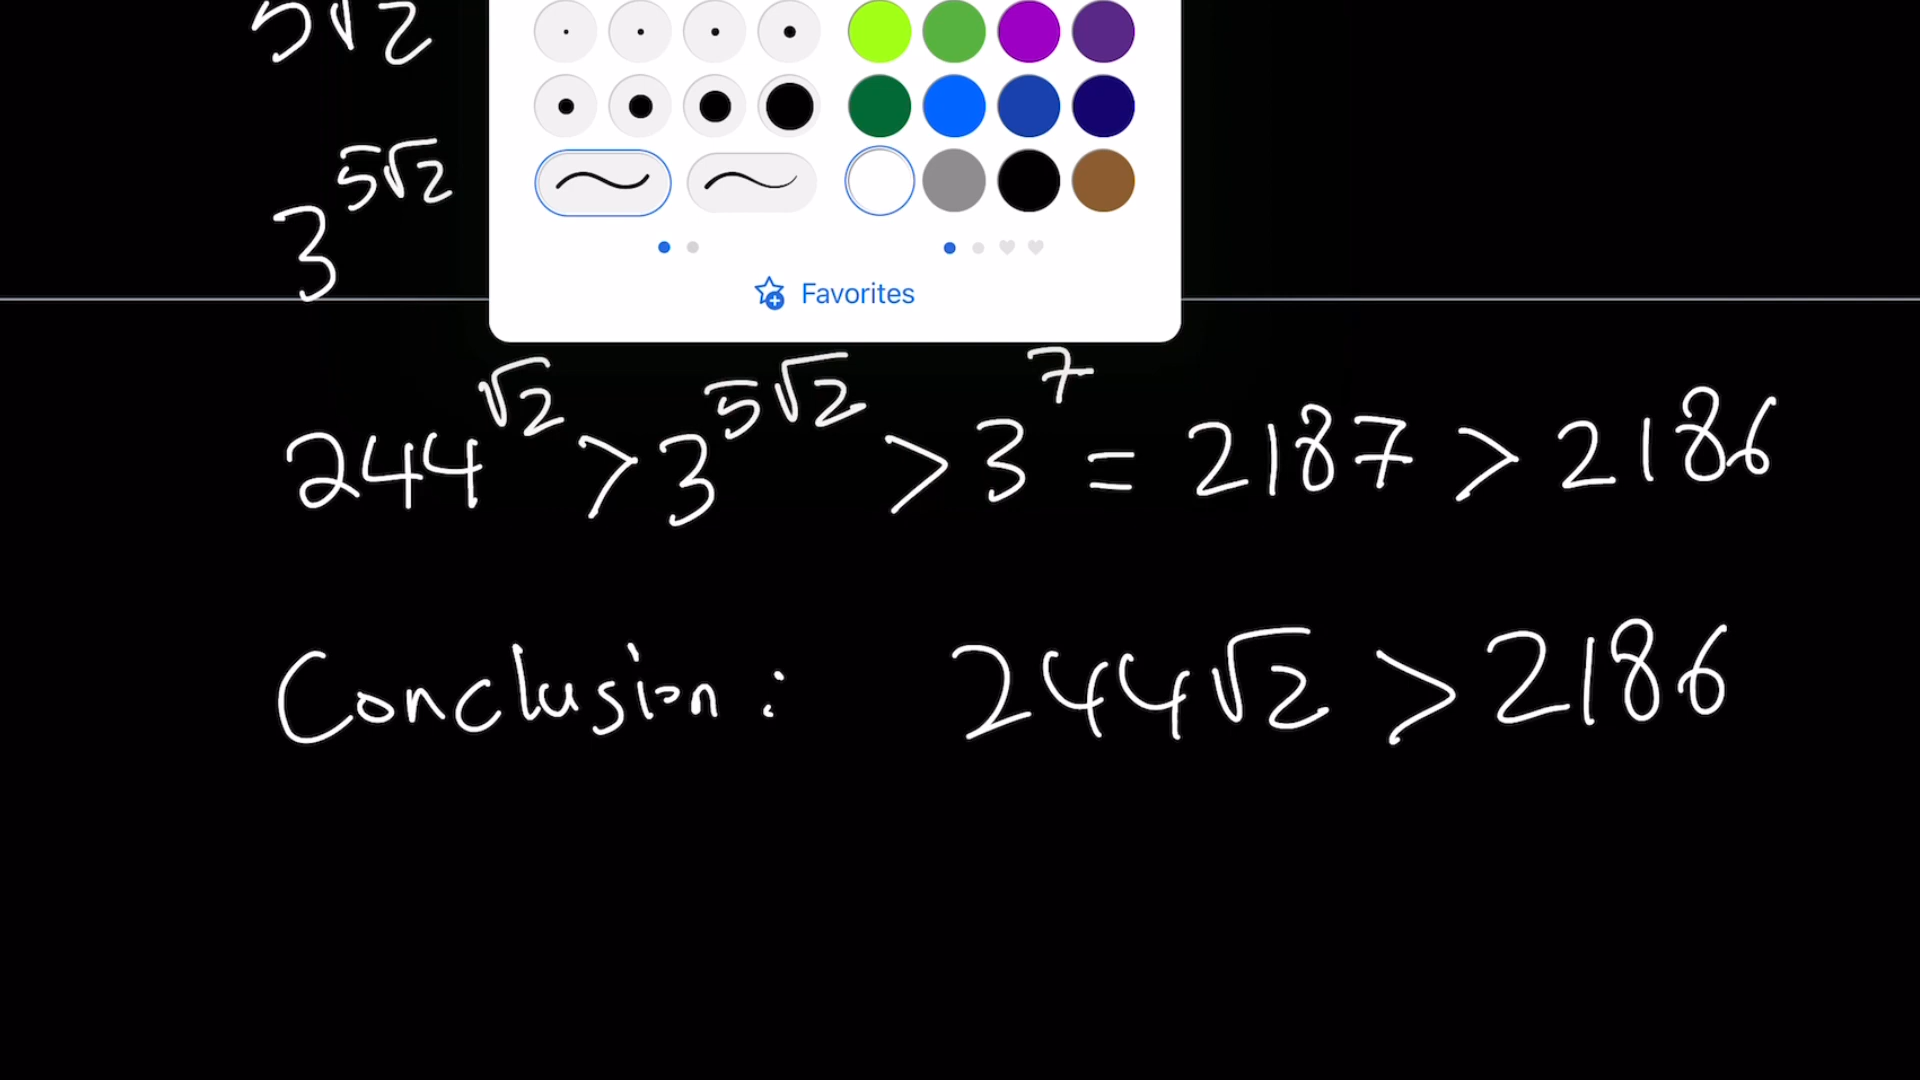 5√2
3^5√2
Favorites
244^√2 > 3^5√2 > 3^7 = 2187 > 2186
Conclusion: 244√2 > 2186